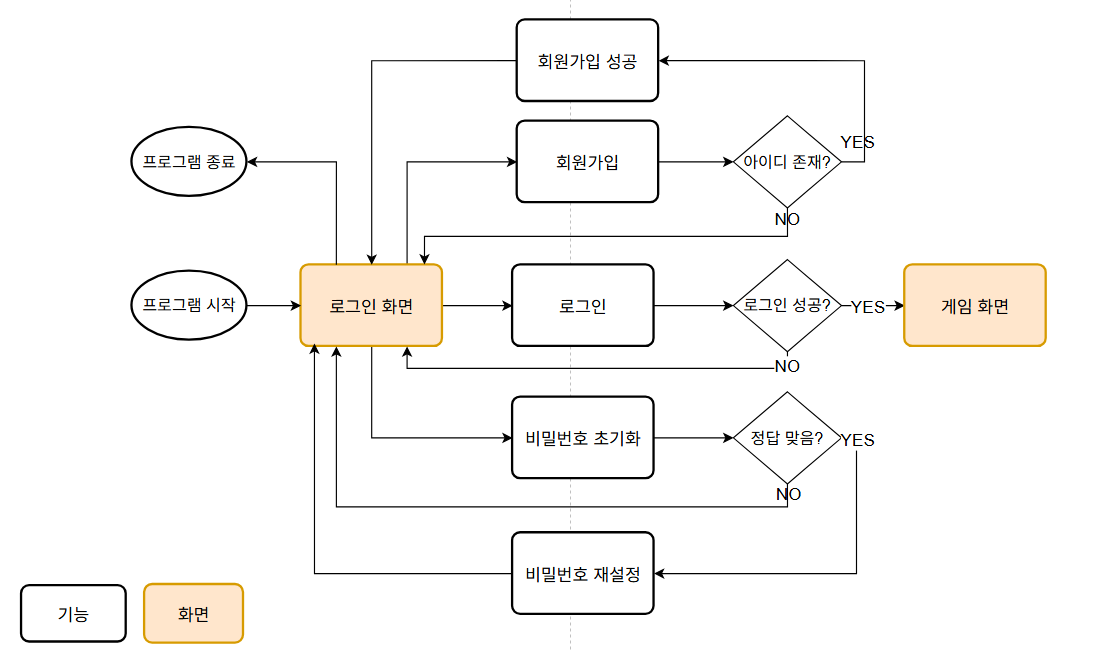 회원가입 성공
프로그램 종료
회원가입
아이디 존재?
YES
NO
프로그램 시작
로그인 화면
로그인
로그인 성공?
YES
게임 화면
NO
비밀번호 초기화
정답 맞음?
YES
NO
비밀번호 재설정
기능
화면